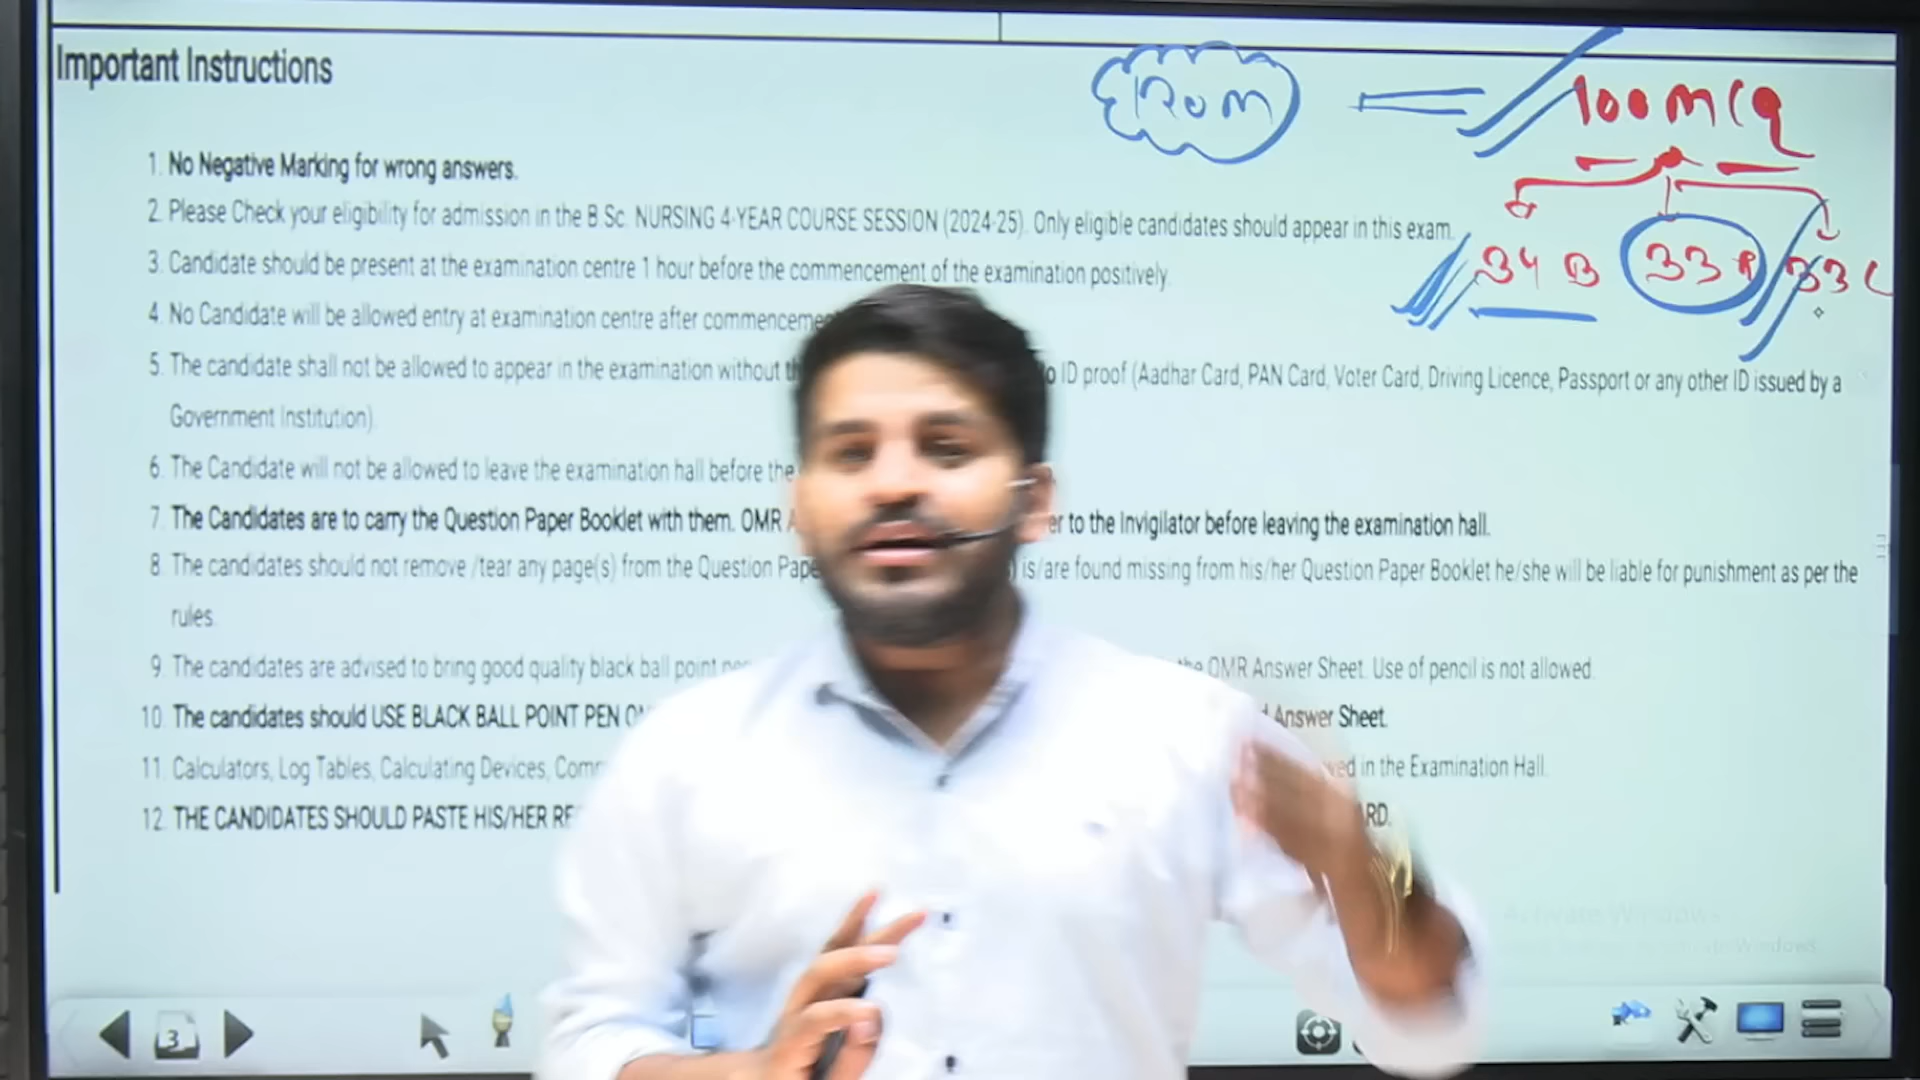 Important Instructions
120 m
100 MCQ
34 B 33 P 33 C
1. No Negative Marking for wrong answers.
2. Please Check your eligibility for admission in the B.Sc. NURSING 4-YEAR COURSE SESSION (2024-25). Only eligible candidates should appear in this exam.
3. Candidate should be present at the examination centre 1 hour before the commencement of the examination positively.
4. No Candidate will be allowed entry at examination centre after
5. The candidate shall not be allowed to appear in the examination without ID proof (Aadhar Card, PAN Card, Voter Card, Driving Licence, Passport or any other ID issued by a
Government Institution)
6. The Candidate will not be allowed to leave the examination hall before the
7. The Candidates are to carry the Question Paper Booklet with them. OMR to the Invigilator before leaving the examination hall.
8. The candidates should not remove /tear any page(s) from the Question is/are found missing from his/her Question Paper Booklet he/she will be liable for punishment as per the
rules.
9. The candidates are advised to bring good quality black ball point the OMR Answer Sheet. Use of pencil is not allowed.
10. The candidates should USE BLACK BALL POINT PEN Answer Sheet.
11. Calculators, Log Tables, Calculating Devices, in the Examination Hall.
12. THE CANDIDATES SHOULD PASTE HIS/HER
Activate Windows
3